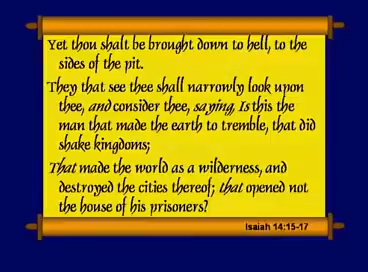 Yet thou shalt be brought down to hell, to the
sides of the pit.
They that see thee shall narrowly look upon
thee, and consider thee, saying, Is this the
man that made the earth to tremble, that did
shake kingdoms;
That made the world as a wilderness, and
destroyed the cities thereof; that opened not
the house of his prisoners?
Isaiah 14:15-17